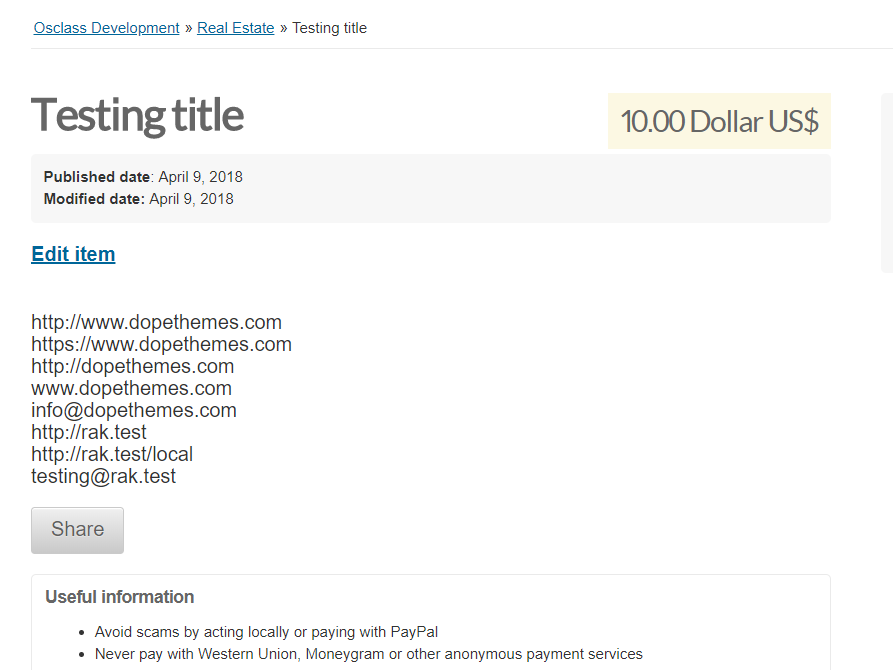 Osclass Development » Real Estate » Testing title
Testing title
10.00 Dollar US$
Published date: April 9, 2018
Modified date: April 9, 2018
Edit item
http://www.dopethemes.com
https://www.dopethemes.com
http://dopethemes.com
www.dopethemes.com
info@dopethemes.com
http://rak.test
http://rak.test/local
testing@rak.test
Share
Useful information
• Avoid scams by acting locally or paying with PayPal
• Never pay with Western Union, Moneygram or other anonymous payment services